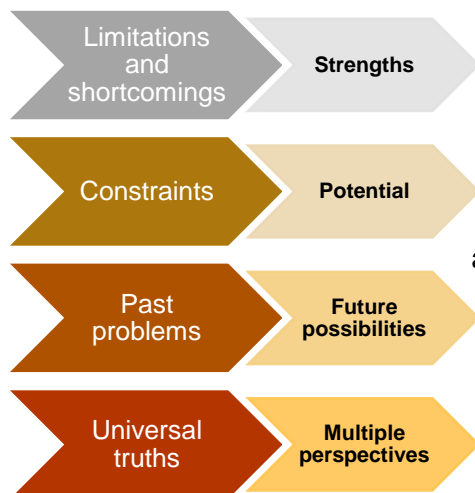 Limitations
and
shortcomings
Strengths
Constraints
Potential
Past
problems
Future
possibilities
Universal
truths
Multiple
perspectives